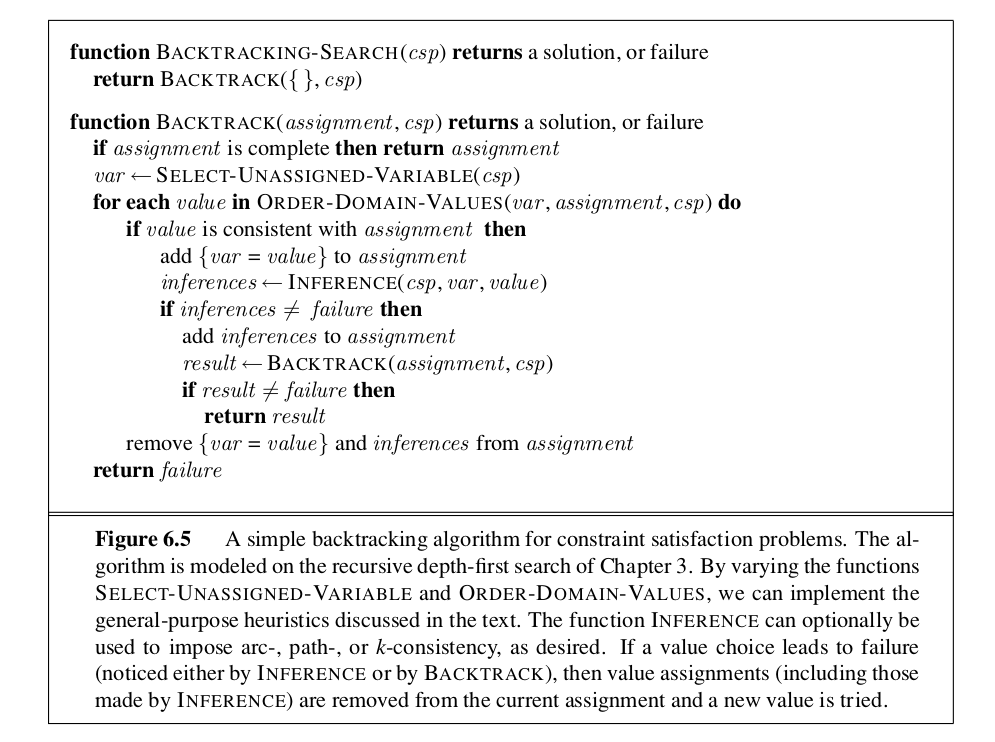 function BACKTRACKING-SEARCH(csp) returns a solution, or failure
return BACKTRACK({ }, csp)
function BACKTRACK(assignment, csp) returns a solution, or failure
if assignment is complete then return assignment
var ← SELECT-UNASSIGNED-VARIABLE(csp)
for each value in ORDER-DOMAIN-VALUES(var, assignment, csp) do
if value is consistent with assignment then
add {var = value} to assignment
inferences ← INFERENCE(csp, var, value)
if inferences ≠ failure then
add inferences to assignment
result ← BACKTRACK(assignment, csp)
if result ≠ failure then
return result
remove {var = value} and inferences from assignment
return failure
Figure 6.5 A simple backtracking algorithm for constraint satisfaction problems. The al-
gorithm is modeled on the recursive depth-first search of Chapter 3. By varying the functions
SELECT-UNASSIGNED-VARIABLE and ORDER-DOMAIN-VALUES, we can implement the
general-purpose heuristics discussed in the text. The function INFERENCE can optionally be
used to impose arc-, path-, or k-consistency, as desired. If a value choice leads to failure
(noticed either by INFERENCE or by BACKTRACK), then value assignments (including those
made by INFERENCE) are removed from the current assignment and a new value is tried.